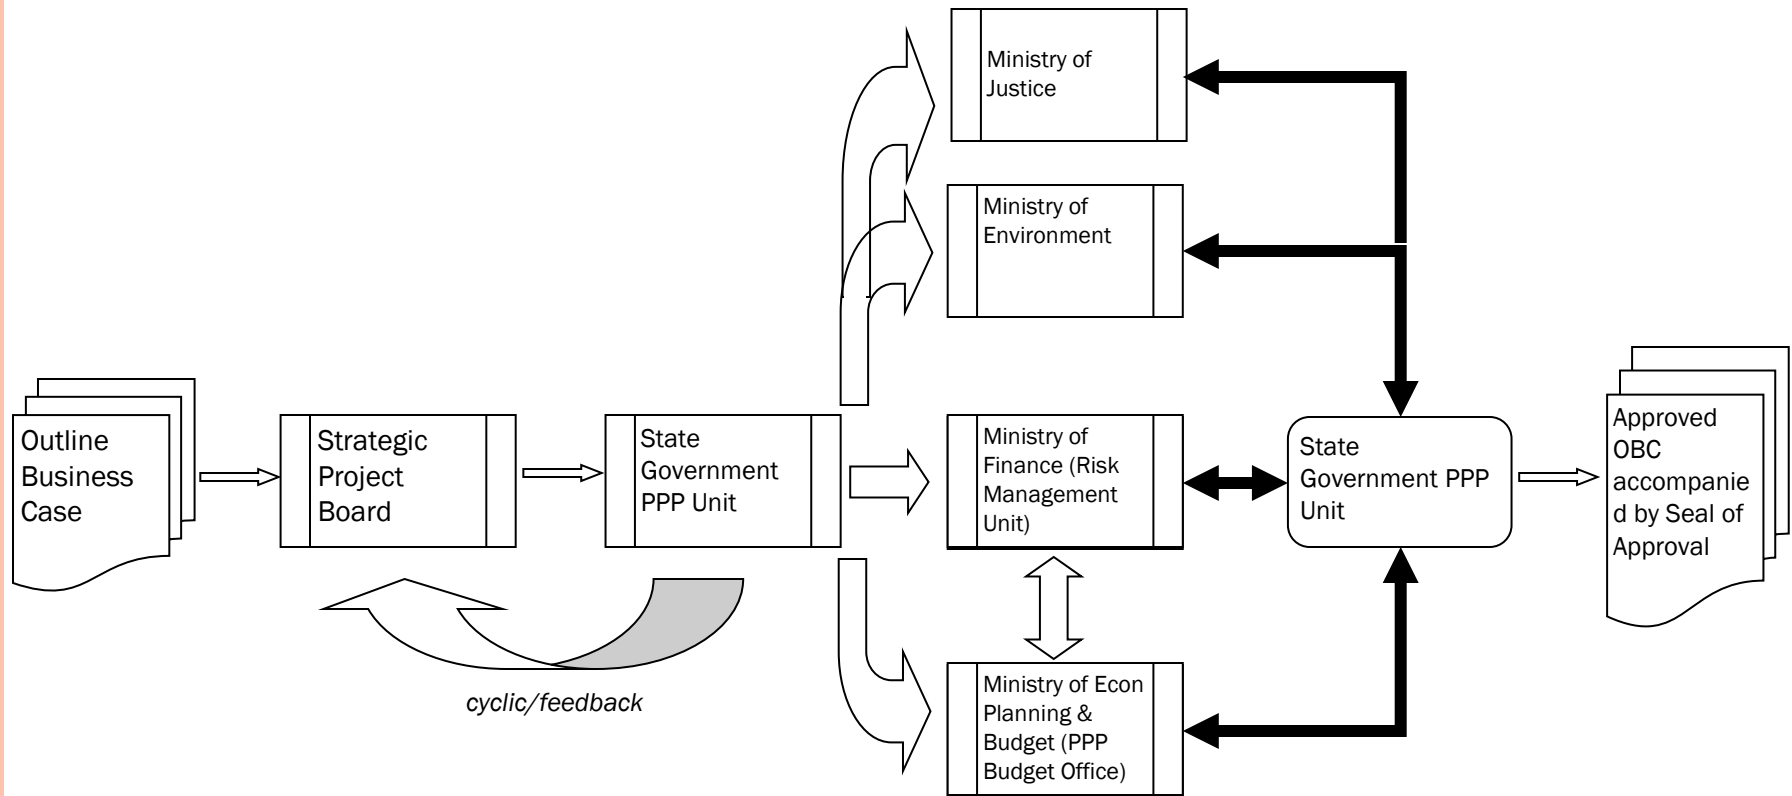 Outline
Business
Case
Strategic
Project
Board
State
Government
PPP Unit
cyclic/feedback
Ministry of
Justice
Ministry of
Environment
Ministry of
Finance (Risk
Management
Unit)
Ministry of Econ
Planning &
Budget (PPP
Budget Office)
State
Government PPP
Unit
Approved
OBC
accompanie
d by Seal of
Approval